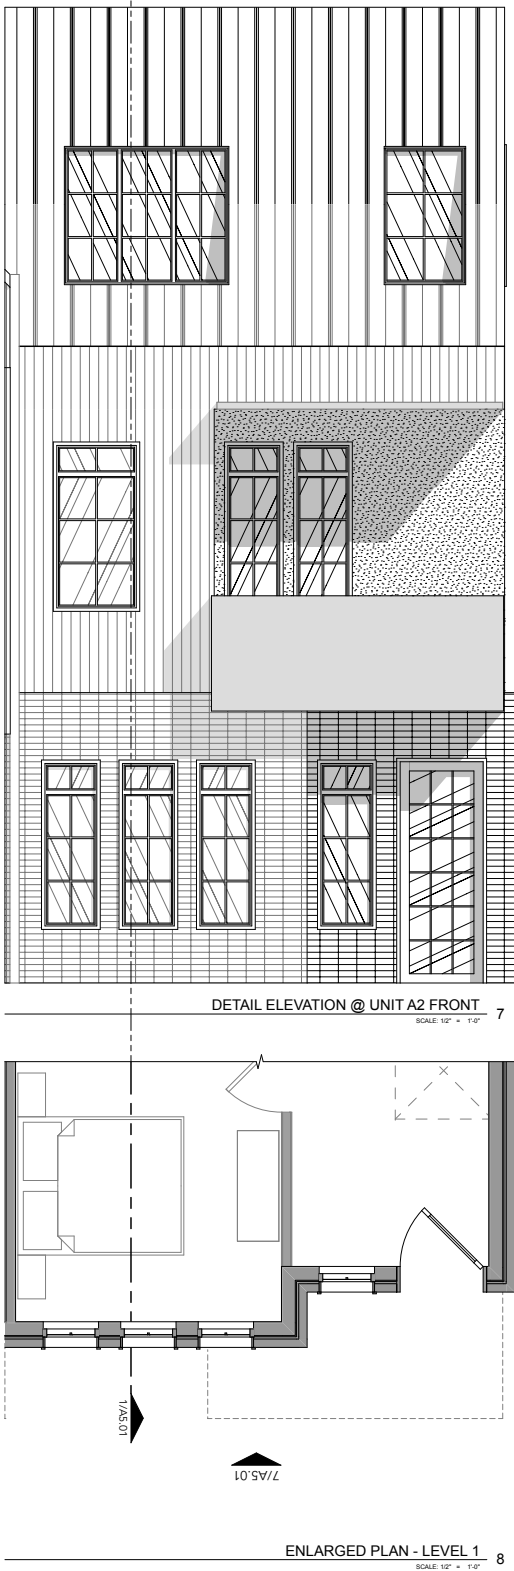 DETAIL ELEVATION @ UNIT A2 FRONT 7
SCALE: 1/2" = 1'-0"
1/A5.01
7/A5.01
ENLARGED PLAN - LEVEL 1 8
SCALE: 1/2" = 1'-0"